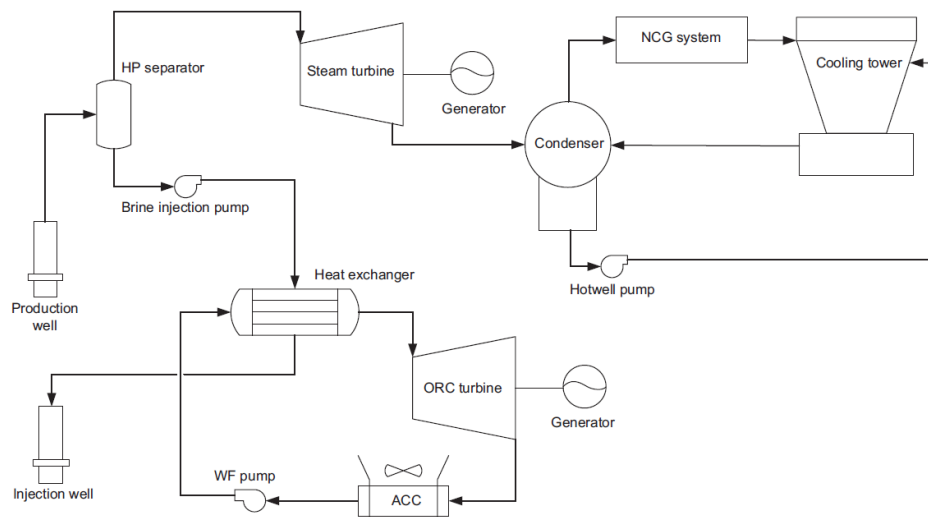 NCG system
HP separator
Steam turbine
Cooling tower
Generator
Condenser
Brine injection pump
Heat exchanger
Hotwell pump
Production
well
ORC turbine
Generator
WF pump
Injection well
ACC